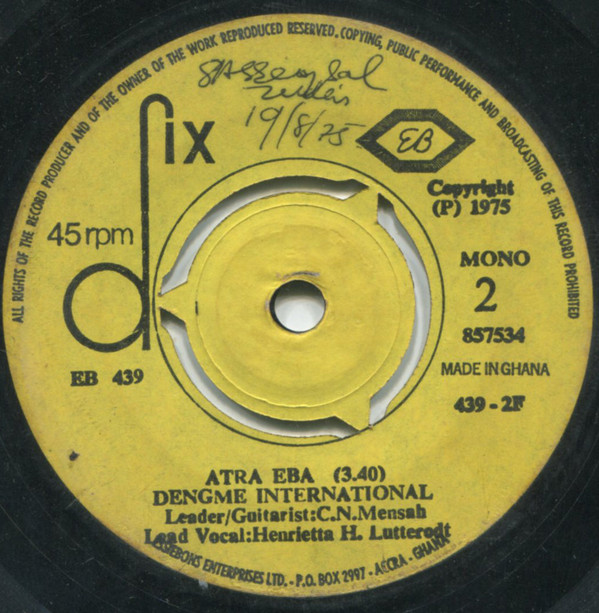 ALL RIGHTS OF THE RECORD PRODUCER AND OF THE OWNER OF THE WORK REPRODUCED RESERVED. COPYING, PUBLIC PERFORMANCE AND BROADCASTING OF THIS RECORD PROHIBITED
19/8/75
dix
EB
Copyright
(P) 1975
45 rpm
MONO
2
857534
EB 439
MADE IN GHANA
439 - 2F
ATRA EBA (3.40)
DENGME INTERNATIONAL
Leader/Guitarist:C.N.Mensah
Lead Vocal:Henrietta H. Lutterodt
ENTERPRISES LTD. - P.O. BOX 2997 - ACCRA - GHANA